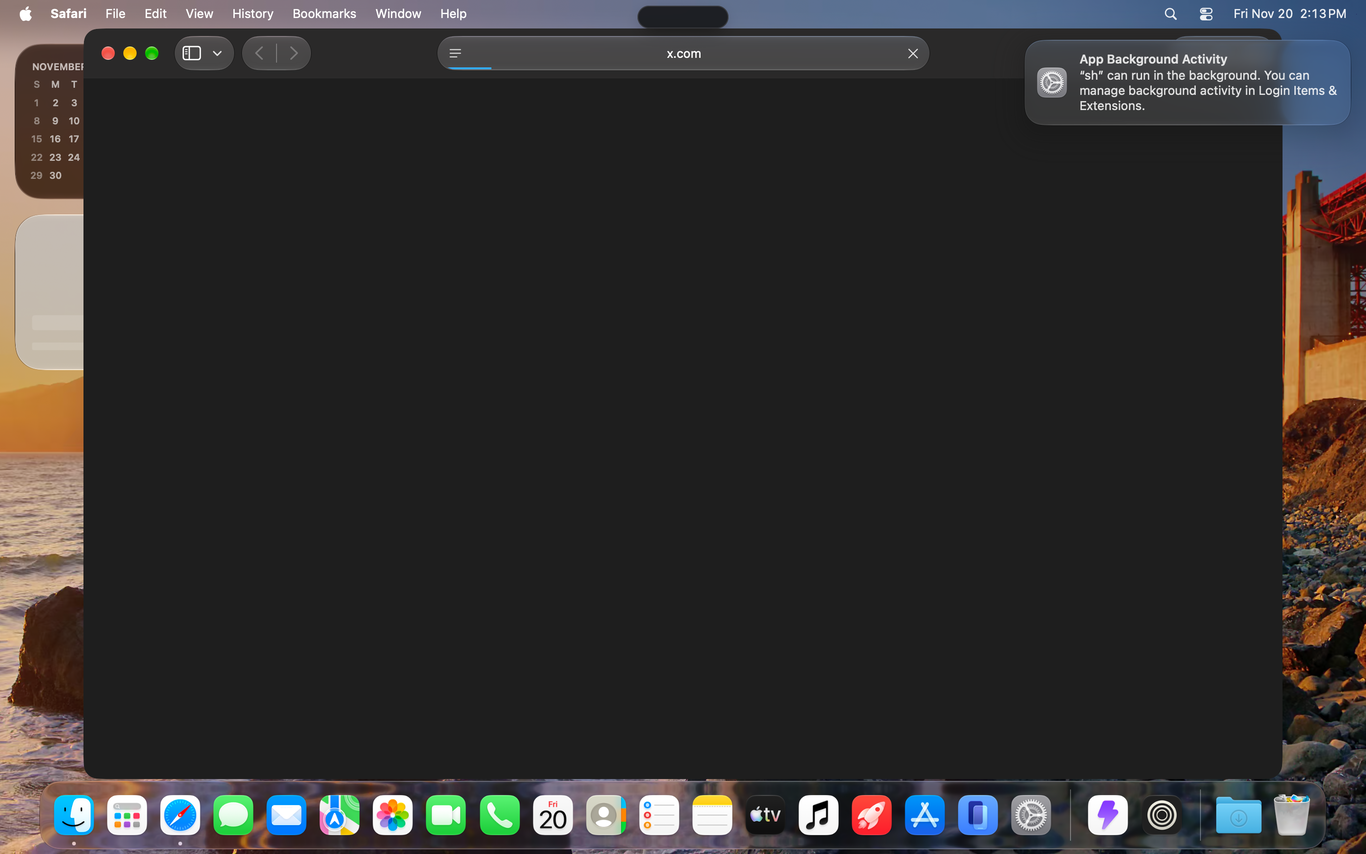 Safari File Edit View History Bookmarks Window Help
Fri Nov 20 2:13 PM
x.com
App Background Activity
“sh” can run in the background. You can
manage background activity in Login Items &
Extensions.
NOVEMBER
S M T
1 2 3
8 9 10
15 16 17
22 23 24
29 30
Fri
20
tv